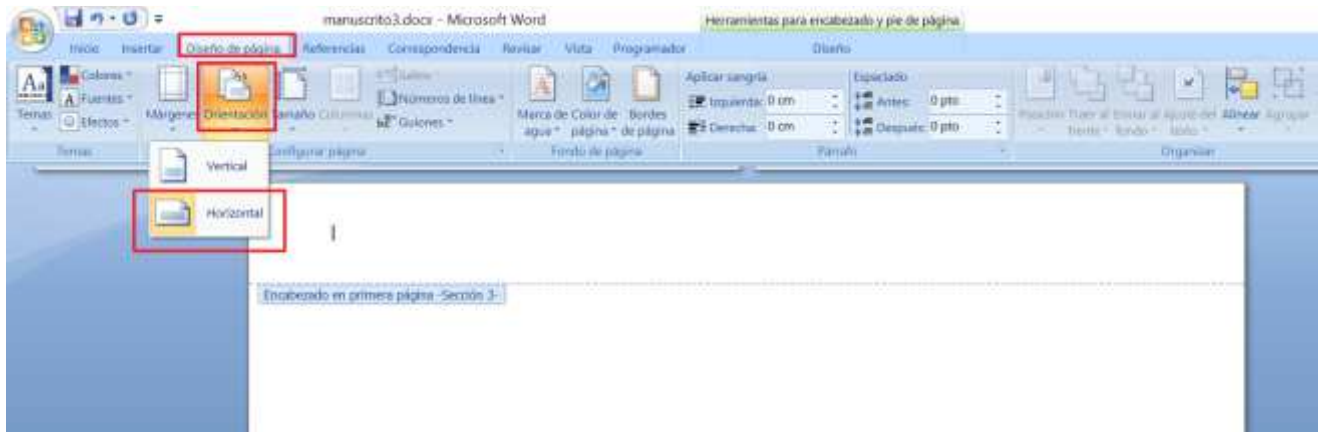 manuscrito3.docx - Microsoft Word
Herramientas para encabezado y pie de página
Inicio Insertar Diseño de página Referencias Correspondencia Revisar Vista Programador Diseño
Aa
Temas
Colores
A Fuentes
Efectos
Temas
Márgenes Orientación Tamaño Columnas
Saltos
Números de línea
Guiones
Configurar página
Marca de agua
Color de página
Bordes de página
Fondo de página
Aplicar sangría
Izquierda: 0 cm
Derecha: 0 cm
Espaciado
Antes: 0 pto
Después: 0 pto
Párrafo
Posición
Traer al frente
Enviar al fondo
Ajuste del texto
Alinear
Agrupar
Organizar
Vertical
Horizontal
Encabezado en primera página -Sección 3-